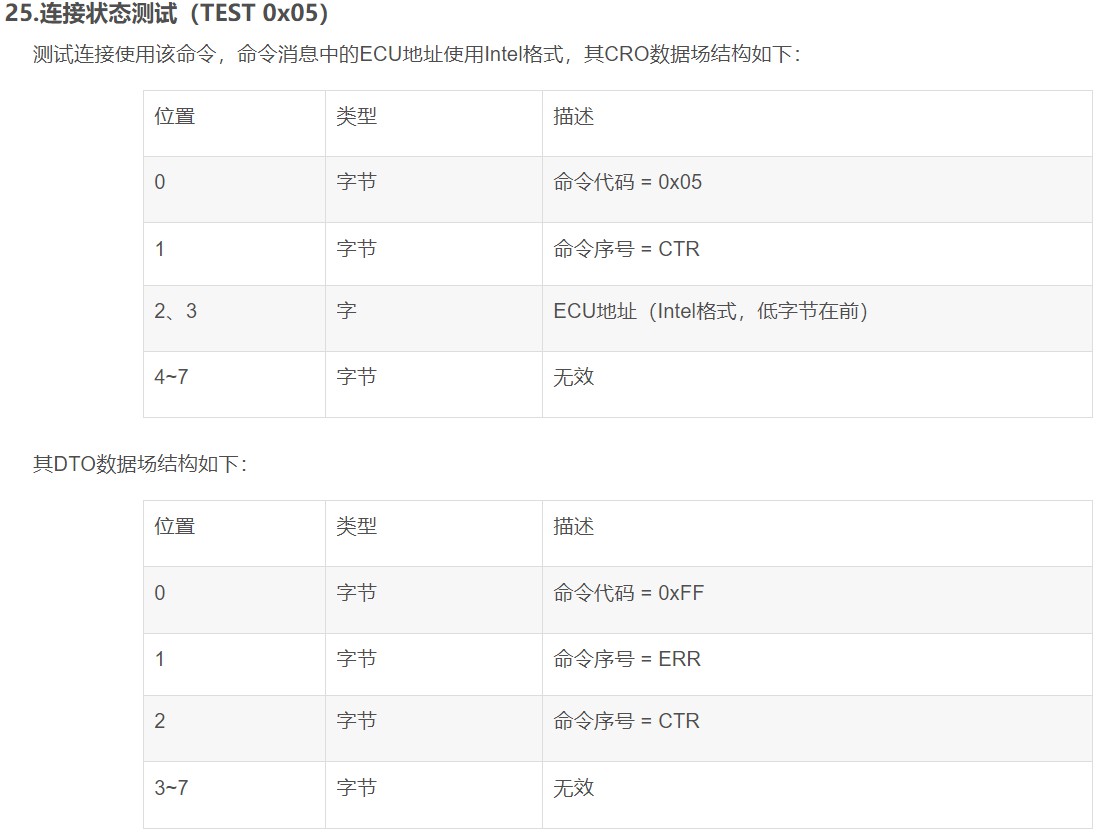 25.连接状态测试（TEST 0x05）
测试连接使用该命令，命令消息中的ECU地址使用Intel格式，其CRO数据场结构如下：
位置 类型 描述
0 字节 命令代码 = 0x05
1 字节 命令序号 = CTR
2、3 字 ECU地址（Intel格式，低字节在前）
4~7 字节 无效
其DTO数据场结构如下：
位置 类型 描述
0 字节 命令代码 = 0xFF
1 字节 命令序号 = ERR
2 字节 命令序号 = CTR
3~7 字节 无效